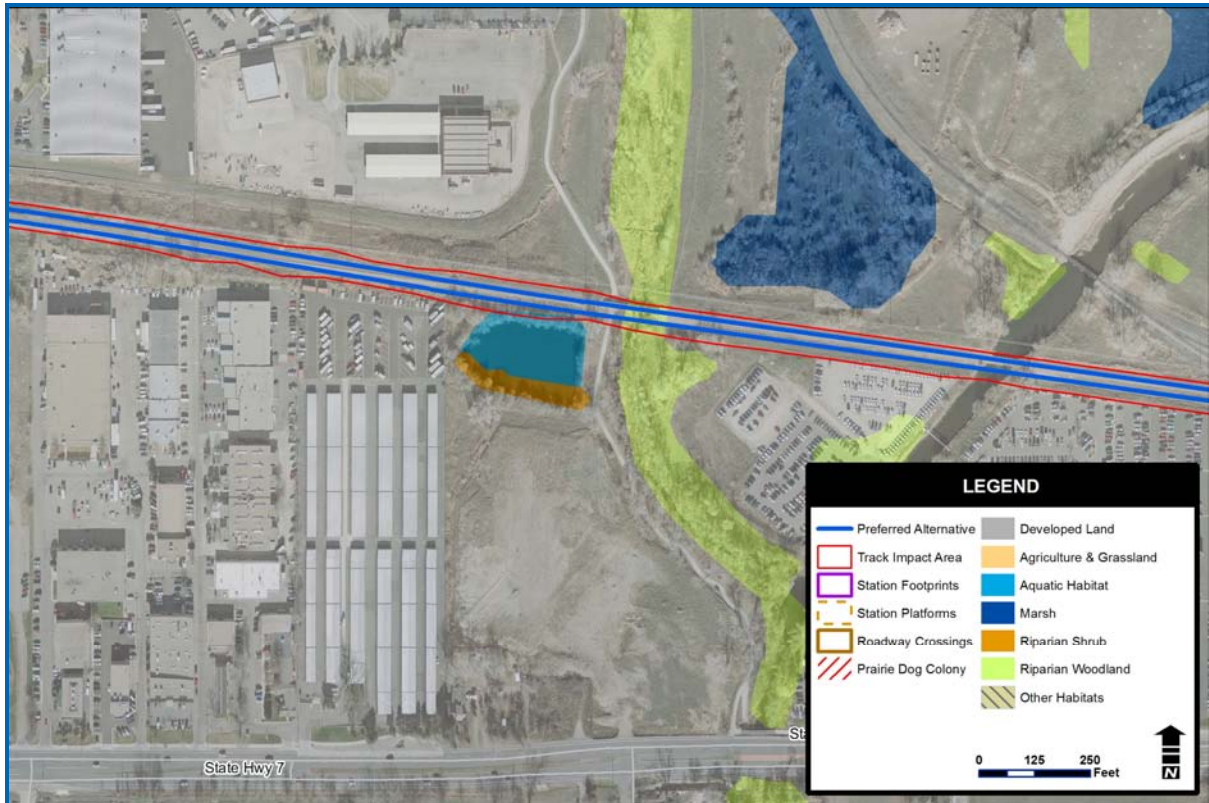 LEGEND
Preferred Alternative
Track Impact Area
Station Footprints
Station Platforms
Roadway Crossings
Prairie Dog Colony
Developed Land
Agriculture & Grassland
Aquatic Habitat
Marsh
Riparian Shrub
Riparian Woodland
Other Habitats
0 125 250
Feet
N
State Hwy 7
St